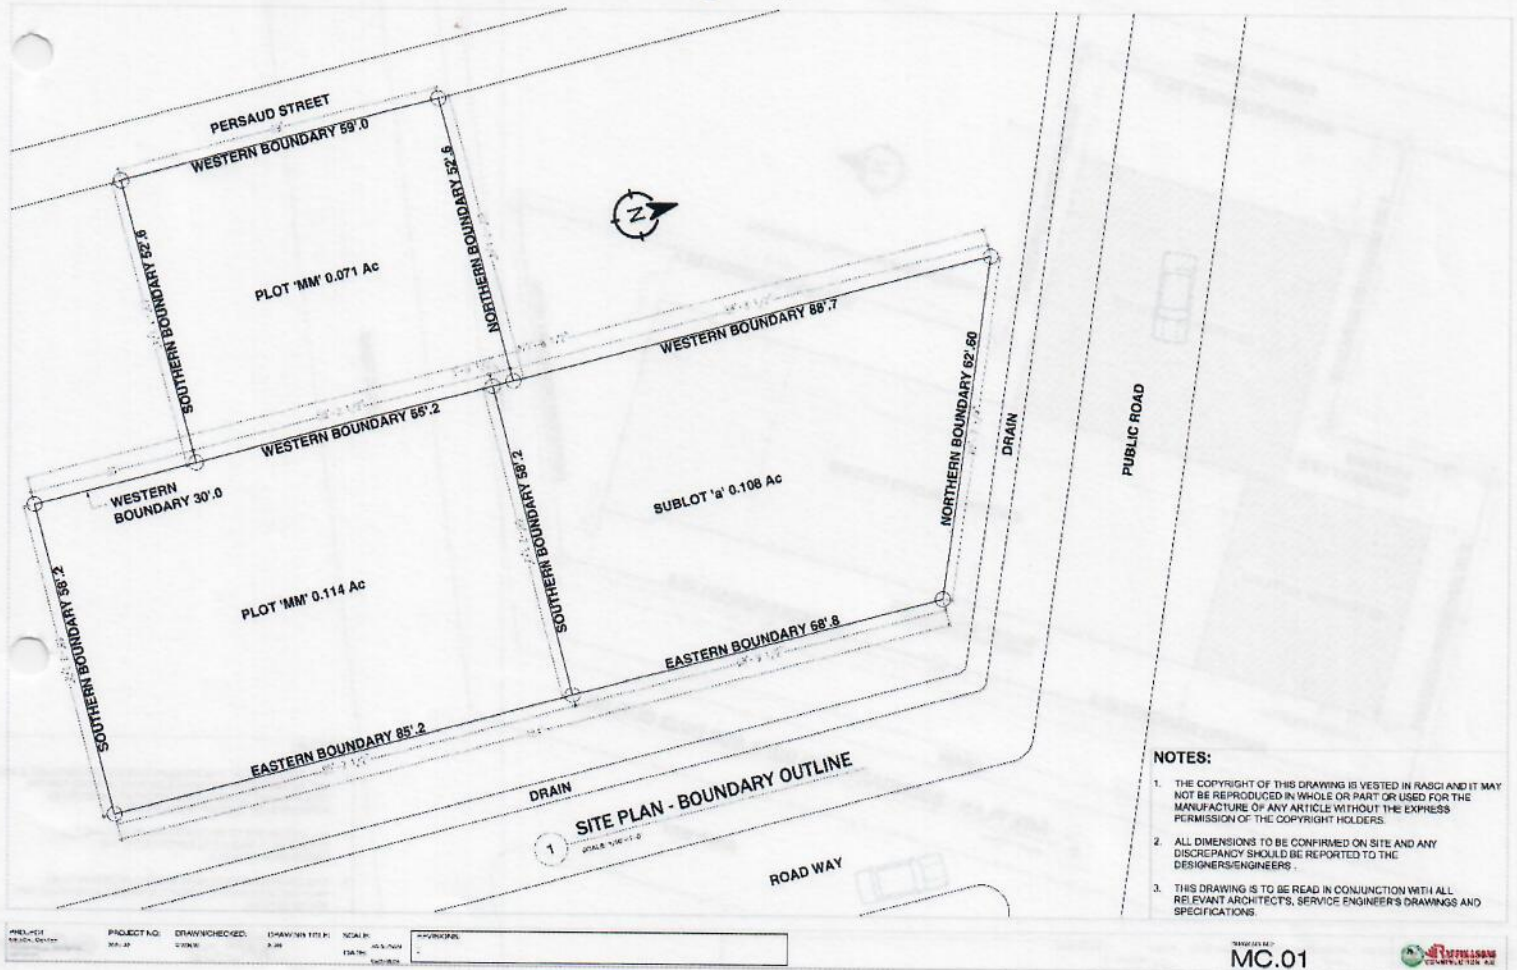 PERSAUD STREET
WESTERN BOUNDARY 59'.0
NORTHERN BOUNDARY 52'.6
SOUTHERN BOUNDARY 52'.6
PLOT 'MM' 0.071 Ac
N
WESTERN BOUNDARY 88'.7
WESTERN BOUNDARY 55'.2
WESTERN
BOUNDARY 30'.0
NORTHERN BOUNDARY 62'.60
DRAIN
PUBLIC ROAD
SOUTHERN BOUNDARY 58'.2
SUBLOT 'a' 0.108 Ac
SOUTHERN BOUNDARY 58'.2
PLOT 'MM' 0.114 Ac
EASTERN BOUNDARY 68'.8
EASTERN BOUNDARY 85'.2
DRAIN
1
SITE PLAN - BOUNDARY OUTLINE
ROAD WAY
NOTES:
1. THE COPYRIGHT OF THIS DRAWING IS VESTED IN RASCI AND IT MAY
NOT BE REPRODUCED IN WHOLE OR PART OR USED FOR THE
MANUFACTURE OF ANY ARTICLE WITHOUT THE EXPRESS
PERMISSION OF THE COPYRIGHT HOLDERS.
2. ALL DIMENSIONS TO BE CONFIRMED ON SITE AND ANY
DISCREPANCY SHOULD BE REPORTED TO THE
DESIGNERS/ENGINEERS .
3. THIS DRAWING IS TO BE READ IN CONJUNCTION WITH ALL
RELEVANT ARCHITECT'S, SERVICE ENGINEER'S DRAWINGS AND
SPECIFICATIONS.
PROJECT
PROJECT NO:
DRAWN/CHECKED:
DRAWING TITLE:
SCALE:
DATE:
REVISIONS:
MC.01